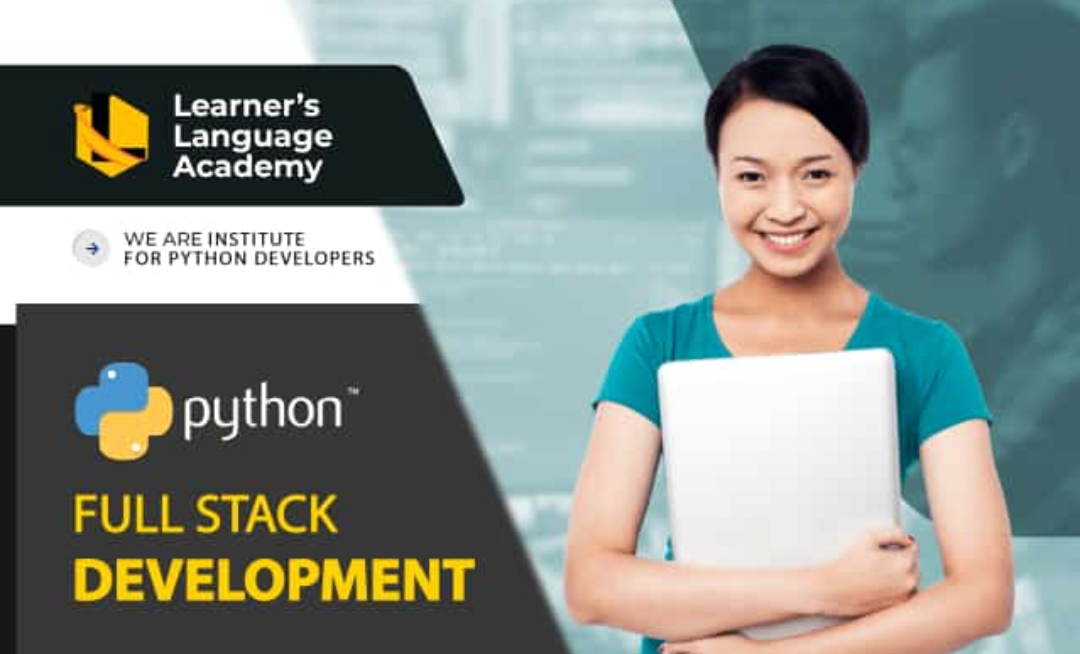 Learner's
Language
Academy
WE ARE INSTITUTE
FOR PYTHON DEVELOPERS
python™
FULL STACK
DEVELOPMENT